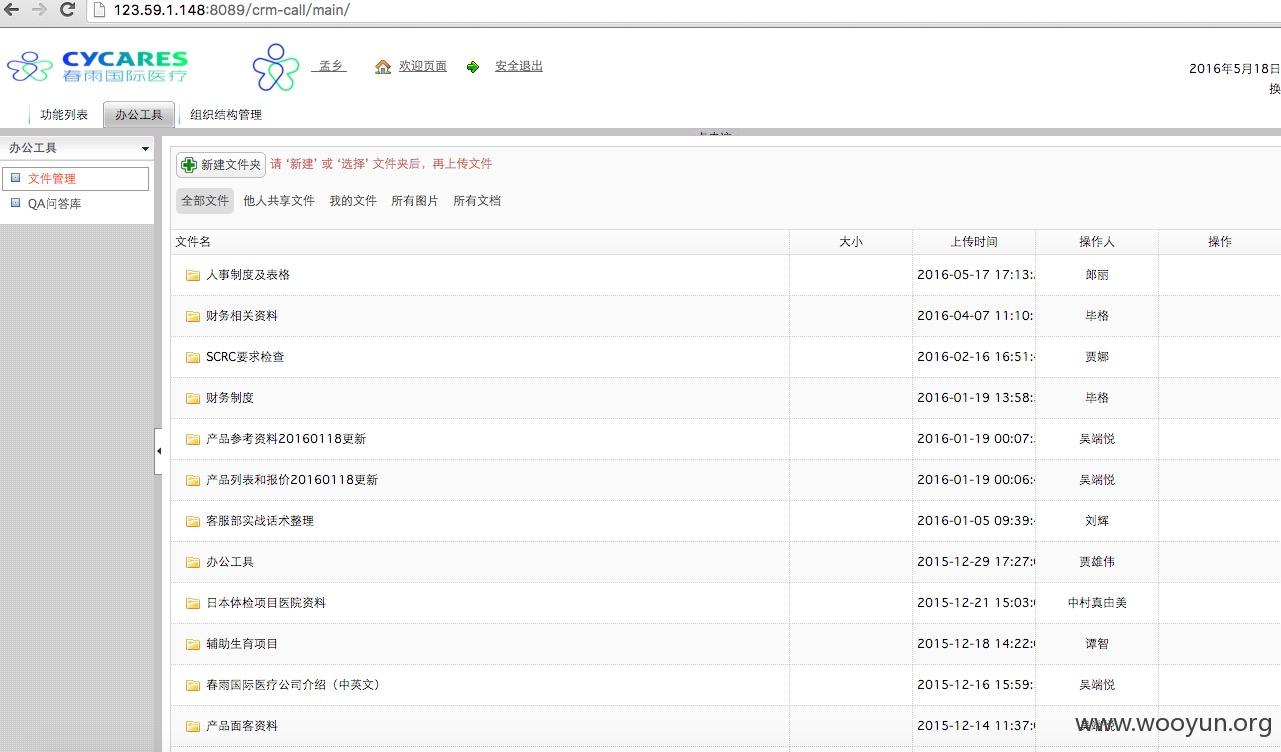 123.59.1.148:8089/crm-call/main/
CYCARES
春雨国际医疗
孟乡 欢迎页面 安全退出
2016年5月18日
换
功能列表 办公工具 组织结构管理
办公工具
文件管理
QA问答库
新建文件夹 请 ‘新建’ 或 ‘选择’ 文件夹后，再上传文件
全部文件 他人共享文件 我的文件 所有图片 所有文档
文件名 大小 上传时间 操作人 操作
人事制度及表格 2016-05-17 17:13: 郎丽
财务相关资料 2016-04-07 11:10: 毕格
SCRC要求检查 2016-02-16 16:51: 贾娜
财务制度 2016-01-19 13:58: 毕格
产品参考资料20160118更新 2016-01-19 00:07: 吴端悦
产品列表和报价20160118更新 2016-01-19 00:06: 吴端悦
客服部实战话术整理 2016-01-05 09:39: 刘辉
办公工具 2015-12-29 17:27: 贾雄伟
日本体检项目医院资料 2015-12-21 15:03: 中村真由美
辅助生育项目 2015-12-18 14:22: 谭智
春雨国际医疗公司介绍（中英文） 2015-12-16 15:59: 吴端悦
产品面客资料 2015-12-14 11:37:
www.wooyun.org